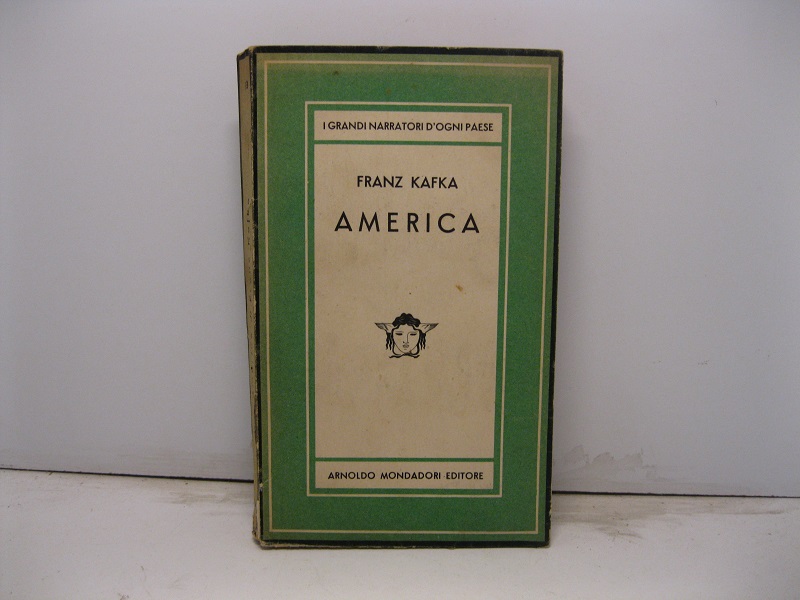 I GRANDI NARRATORI D'OGNI PAESE
FRANZ KAFKA
AMERICA
ARNOLDO MONDADORI EDITORE